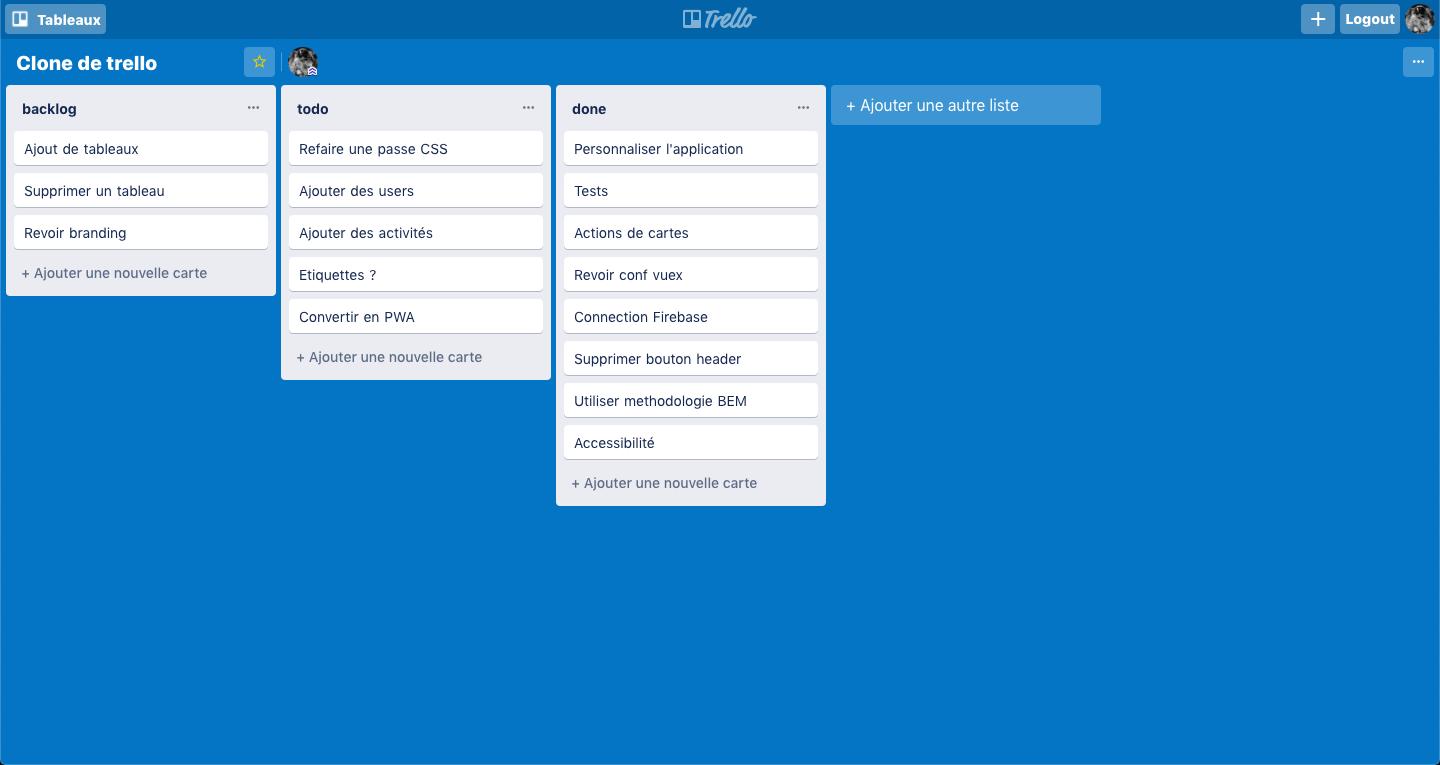 Tableaux
Trello
Logout
Clone de trello
backlog
Ajout de tableaux
Supprimer un tableau
Revoir branding
+ Ajouter une nouvelle carte
todo
Refaire une passe CSS
Ajouter des users
Ajouter des activités
Etiquettes ?
Convertir en PWA
+ Ajouter une nouvelle carte
done
Personnaliser l'application
Tests
Actions de cartes
Revoir conf vuex
Connection Firebase
Supprimer bouton header
Utiliser methodologie BEM
Accessibilité
+ Ajouter une nouvelle carte
+ Ajouter une autre liste